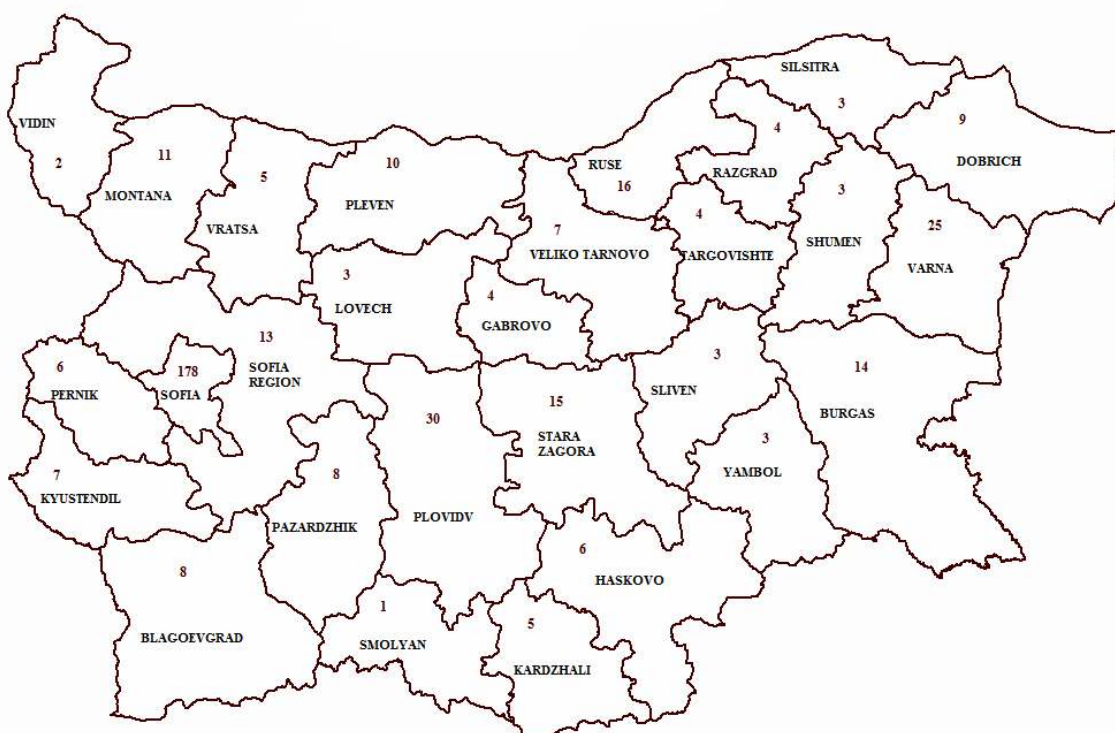 SILSITRA
3
9
DOBRICH
VIDIN
2
11
MONTANA
5
VRATSA
10
PLEVEN
RUSE
16
4
RAZGRAD
3
SHUMEN
25
VARNA
7
VELIKO TARNOVO
4
TARGOVISHTE
3
LOVECH
4
GABROVO
13
SOFIA
REGION
178
SOFIA
6
PERNIK
7
KYUSTENDIL
30
PLOVIDV
15
STARA
ZAGORA
3
SLIVEN
14
BURGAS
3
YAMBOL
8
PAZARDZHIK
6
HASKOVO
8
BLAGOEVGRAD
1
SMOLYAN
5
KARDZHALI